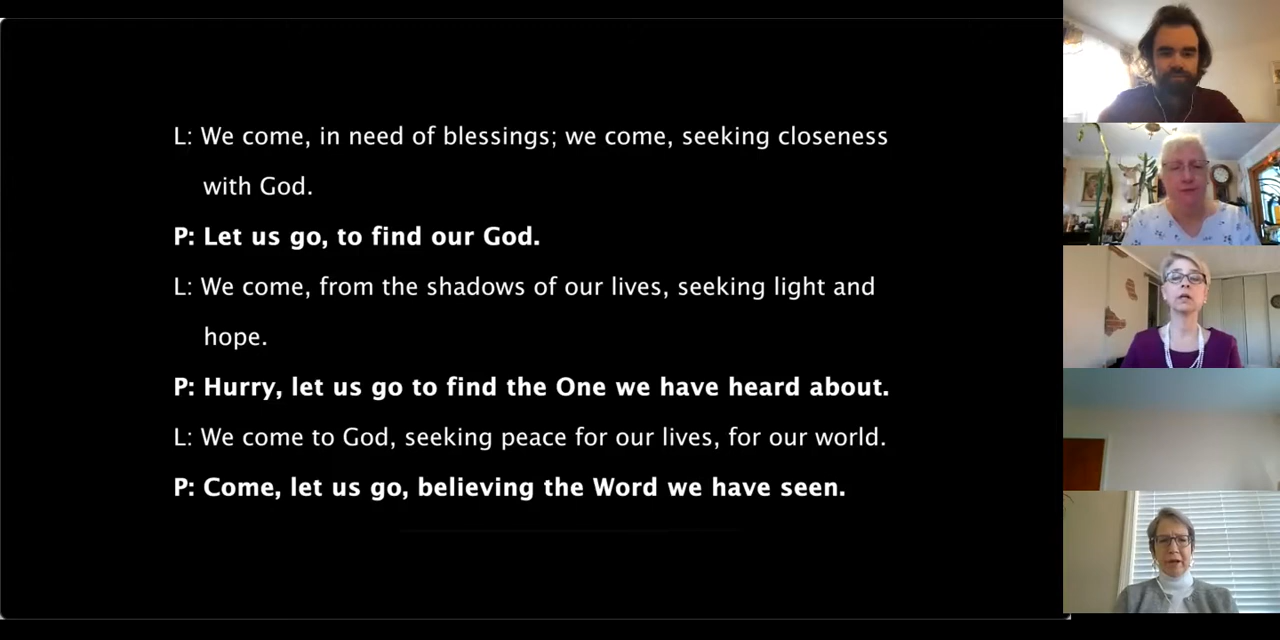 L: We come, in need of blessings; we come, seeking closeness
with God.
P: Let us go, to find our God.
L: We come, from the shadows of our lives, seeking light and
hope.
P: Hurry, let us go to find the One we have heard about.
L: We come to God, seeking peace for our lives, for our world.
P: Come, let us go, believing the Word we have seen.